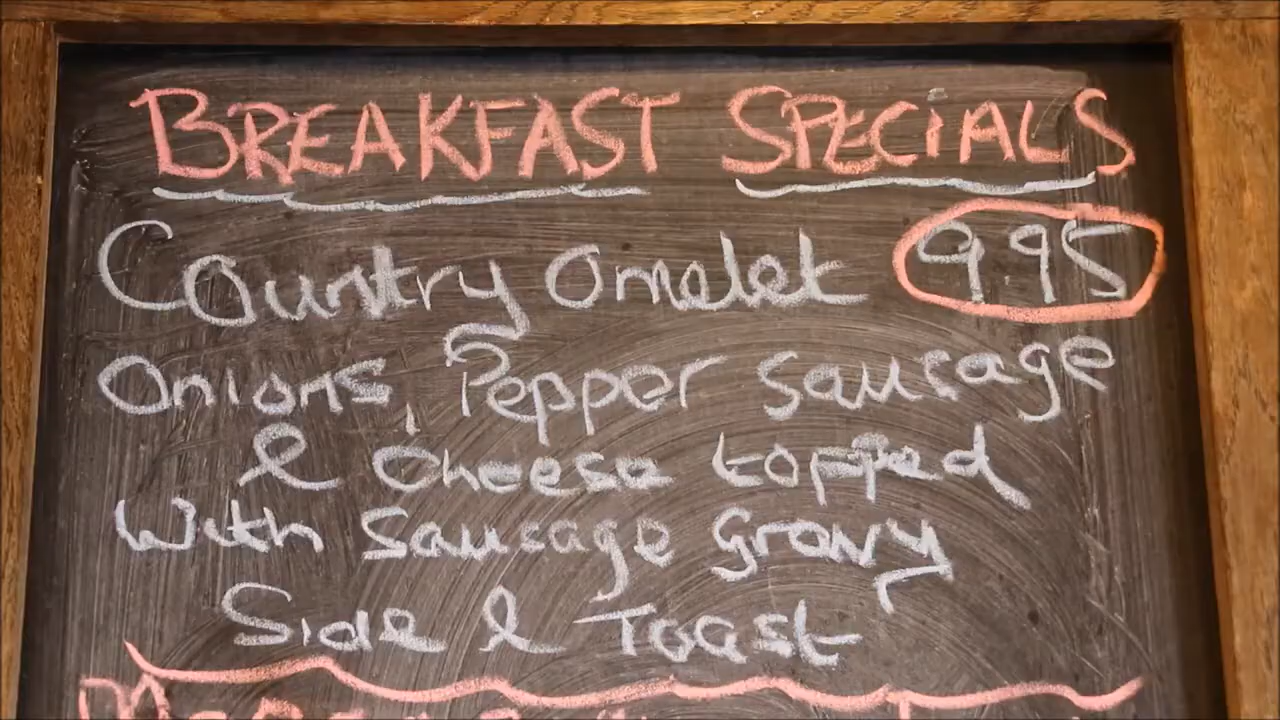 BREAKFAST SPECIALS
Country Omelet 9.95
Onions, Pepper Sausage
& Cheese topped
With Sausage Gravy
Side & Toast